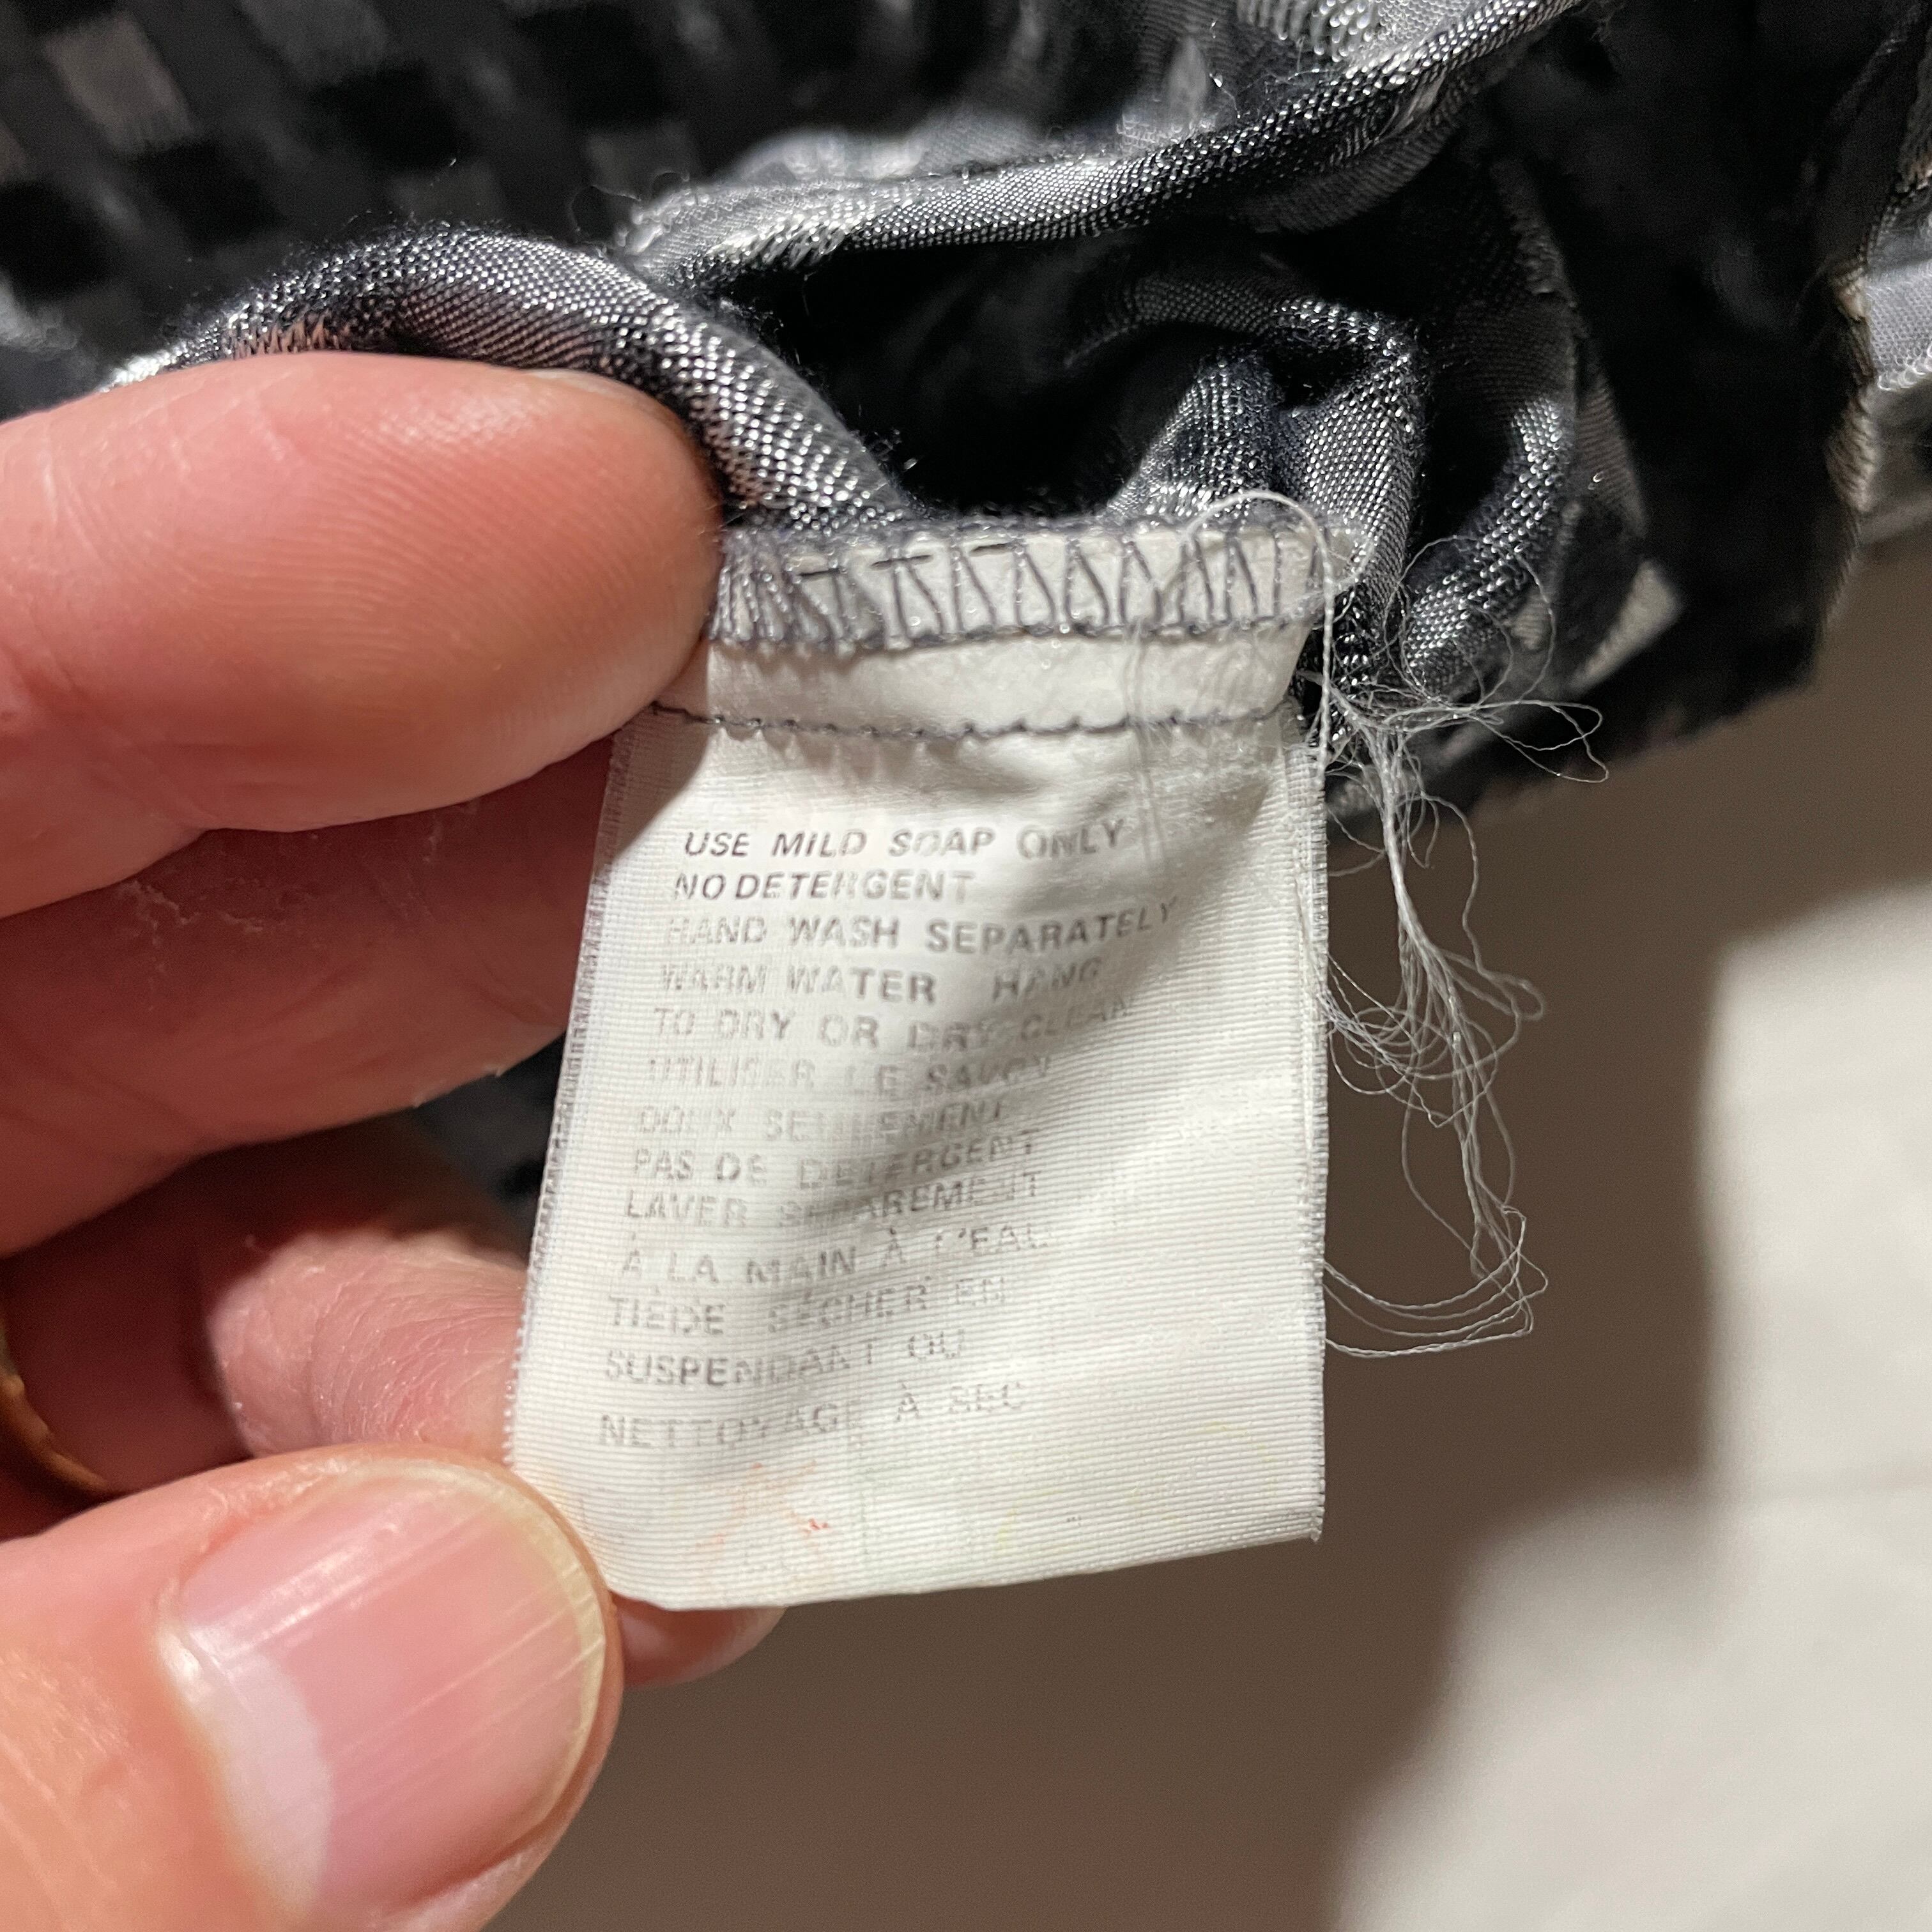 USE MILD SOAP ONLY
NO DETERGENT
HAND WASH SEPARATELY
WARM WATER HANG
TO DRY OR DRY CLEAN
UTILISER LE SAVON
DOUX SEULEMENT
PAS DE DETERGENT
LAVER SEPAREMENT
À LA MAIN À L'EAU
TIEDE SECHER EN
SUSPENDANT OU
NETTOYAGE À SEC